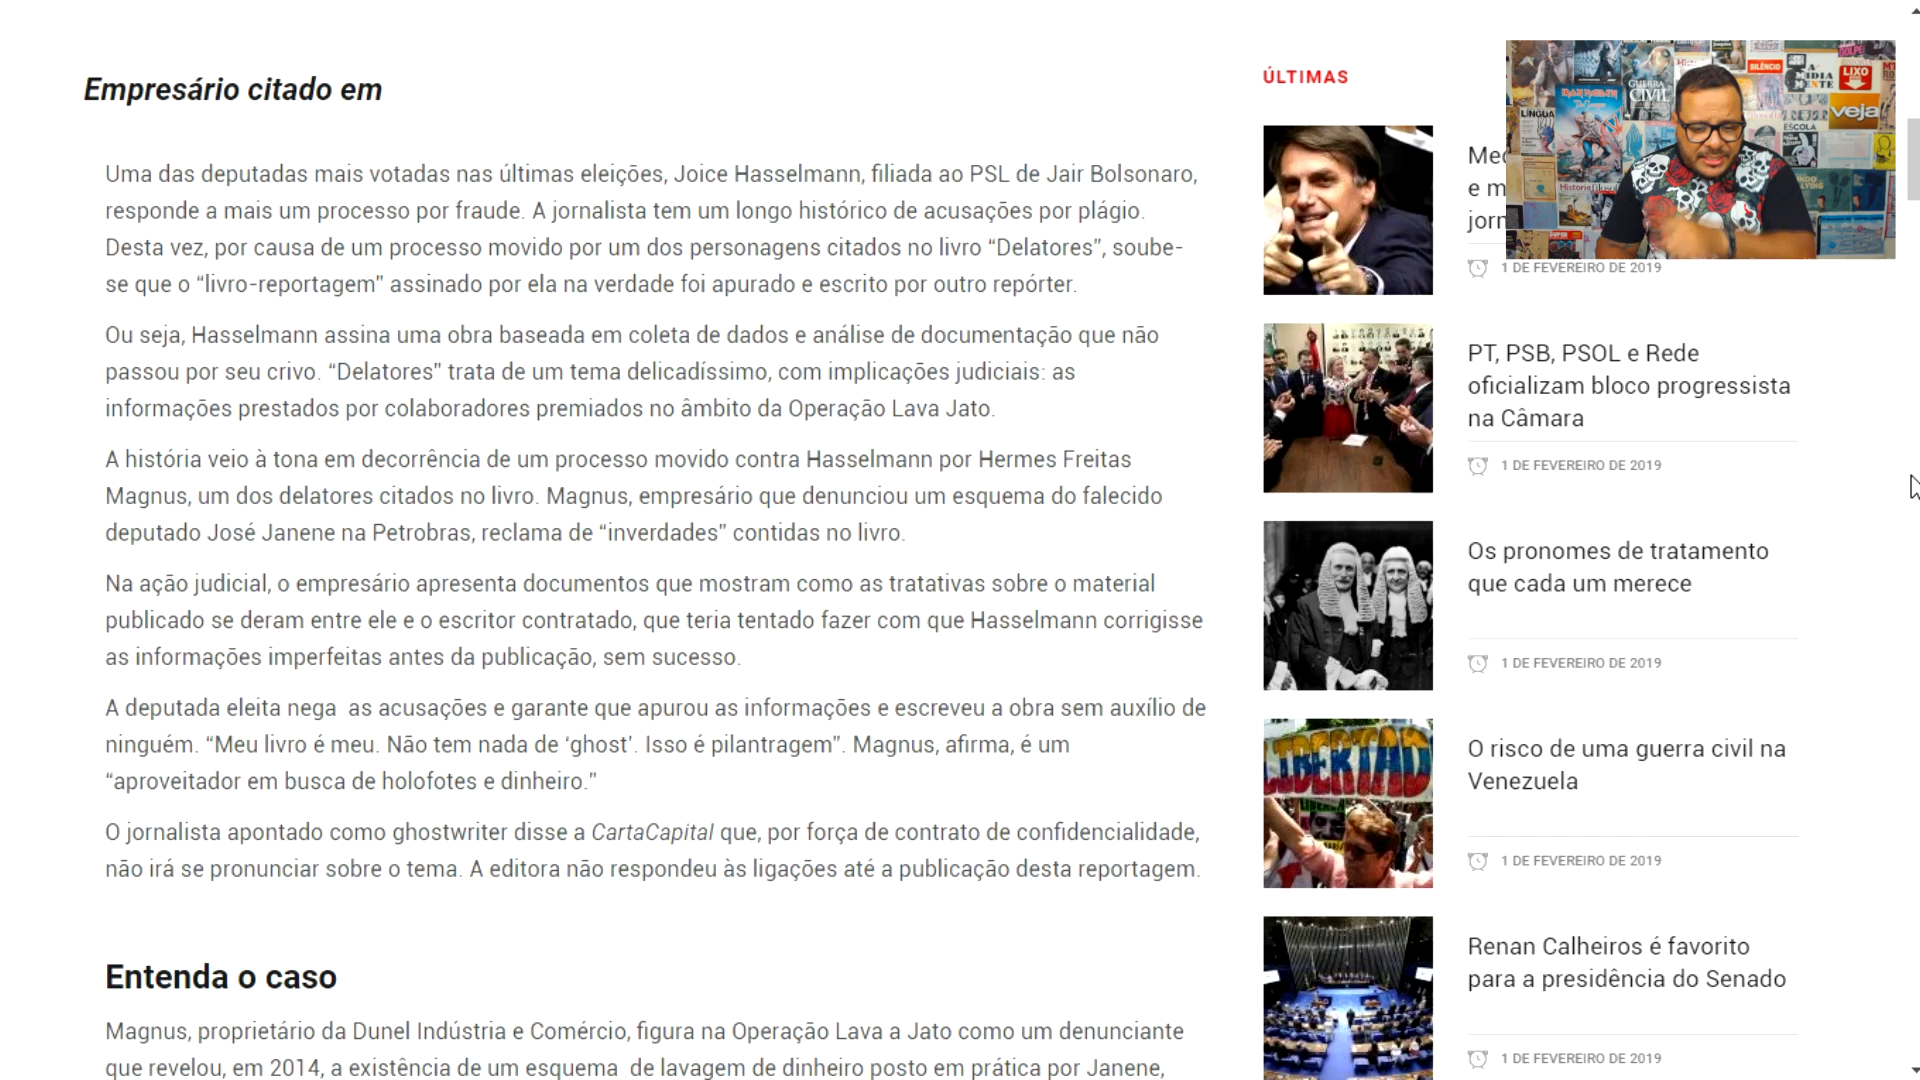 Empresário citado em
Uma das deputadas mais votadas nas últimas eleições, Joice Hasselmann, filiada ao PSL de Jair Bolsonaro,
responde a mais um processo por fraude. A jornalista tem um longo histórico de acusações por plágio.
Desta vez, por causa de um processo movido por um dos personagens citados no livro “Delatores”, soube-
se que o “livro-reportagem” assinado por ela na verdade foi apurado e escrito por outro repórter.
Ou seja, Hasselmann assina uma obra baseada em coleta de dados e análise de documentação que não
passou por seu crivo. “Delatores” trata de um tema delicadíssimo, com implicações judiciais: as
informações prestados por colaboradores premiados no âmbito da Operação Lava Jato.
A história veio à tona em decorrência de um processo movido contra Hasselmann por Hermes Freitas
Magnus, um dos delatores citados no livro. Magnus, empresário que denunciou um esquema do falecido
deputado José Janene na Petrobras, reclama de “inverdades” contidas no livro.
Na ação judicial, o empresário apresenta documentos que mostram como as tratativas sobre o material
publicado se deram entre ele e o escritor contratado, que teria tentado fazer com que Hasselmann corrigisse
as informações imperfeitas antes da publicação, sem sucesso.
A deputada eleita nega as acusações e garante que apurou as informações e escreveu a obra sem auxílio de
ninguém. “Meu livro é meu. Não tem nada de ‘ghost’. Isso é pilantragem”. Magnus, afirma, é um
“aproveitador em busca de holofotes e dinheiro.”
O jornalista apontado como ghostwriter disse a CartaCapital que, por força de contrato de confidencialidade,
não irá se pronunciar sobre o tema. A editora não respondeu às ligações até a publicação desta reportagem.
Entenda o caso
Magnus, proprietário da Dunel Indústria e Comércio, figura na Operação Lava a Jato como um denunciante
que revelou, em 2014, a existência de um esquema de lavagem de dinheiro posto em prática por Janene,
ÚLTIMAS
e m
jorn
1 DE FEVEREIRO DE 2019
PT, PSB, PSOL e Rede
oficializam bloco progressista
na Câmara
1 DE FEVEREIRO DE 2019
Os pronomes de tratamento
que cada um merece
1 DE FEVEREIRO DE 2019
LIBERTAD
O risco de uma guerra civil na
Venezuela
1 DE FEVEREIRO DE 2019
Renan Calheiros é favorito
para a presidência do Senado
1 DE FEVEREIRO DE 2019
GUERRA
CIVIL
LÍNGUA
SILÊNCIO
A MÍDIA
MENTE
GOLPE
LIXO
veja
ESCOLA